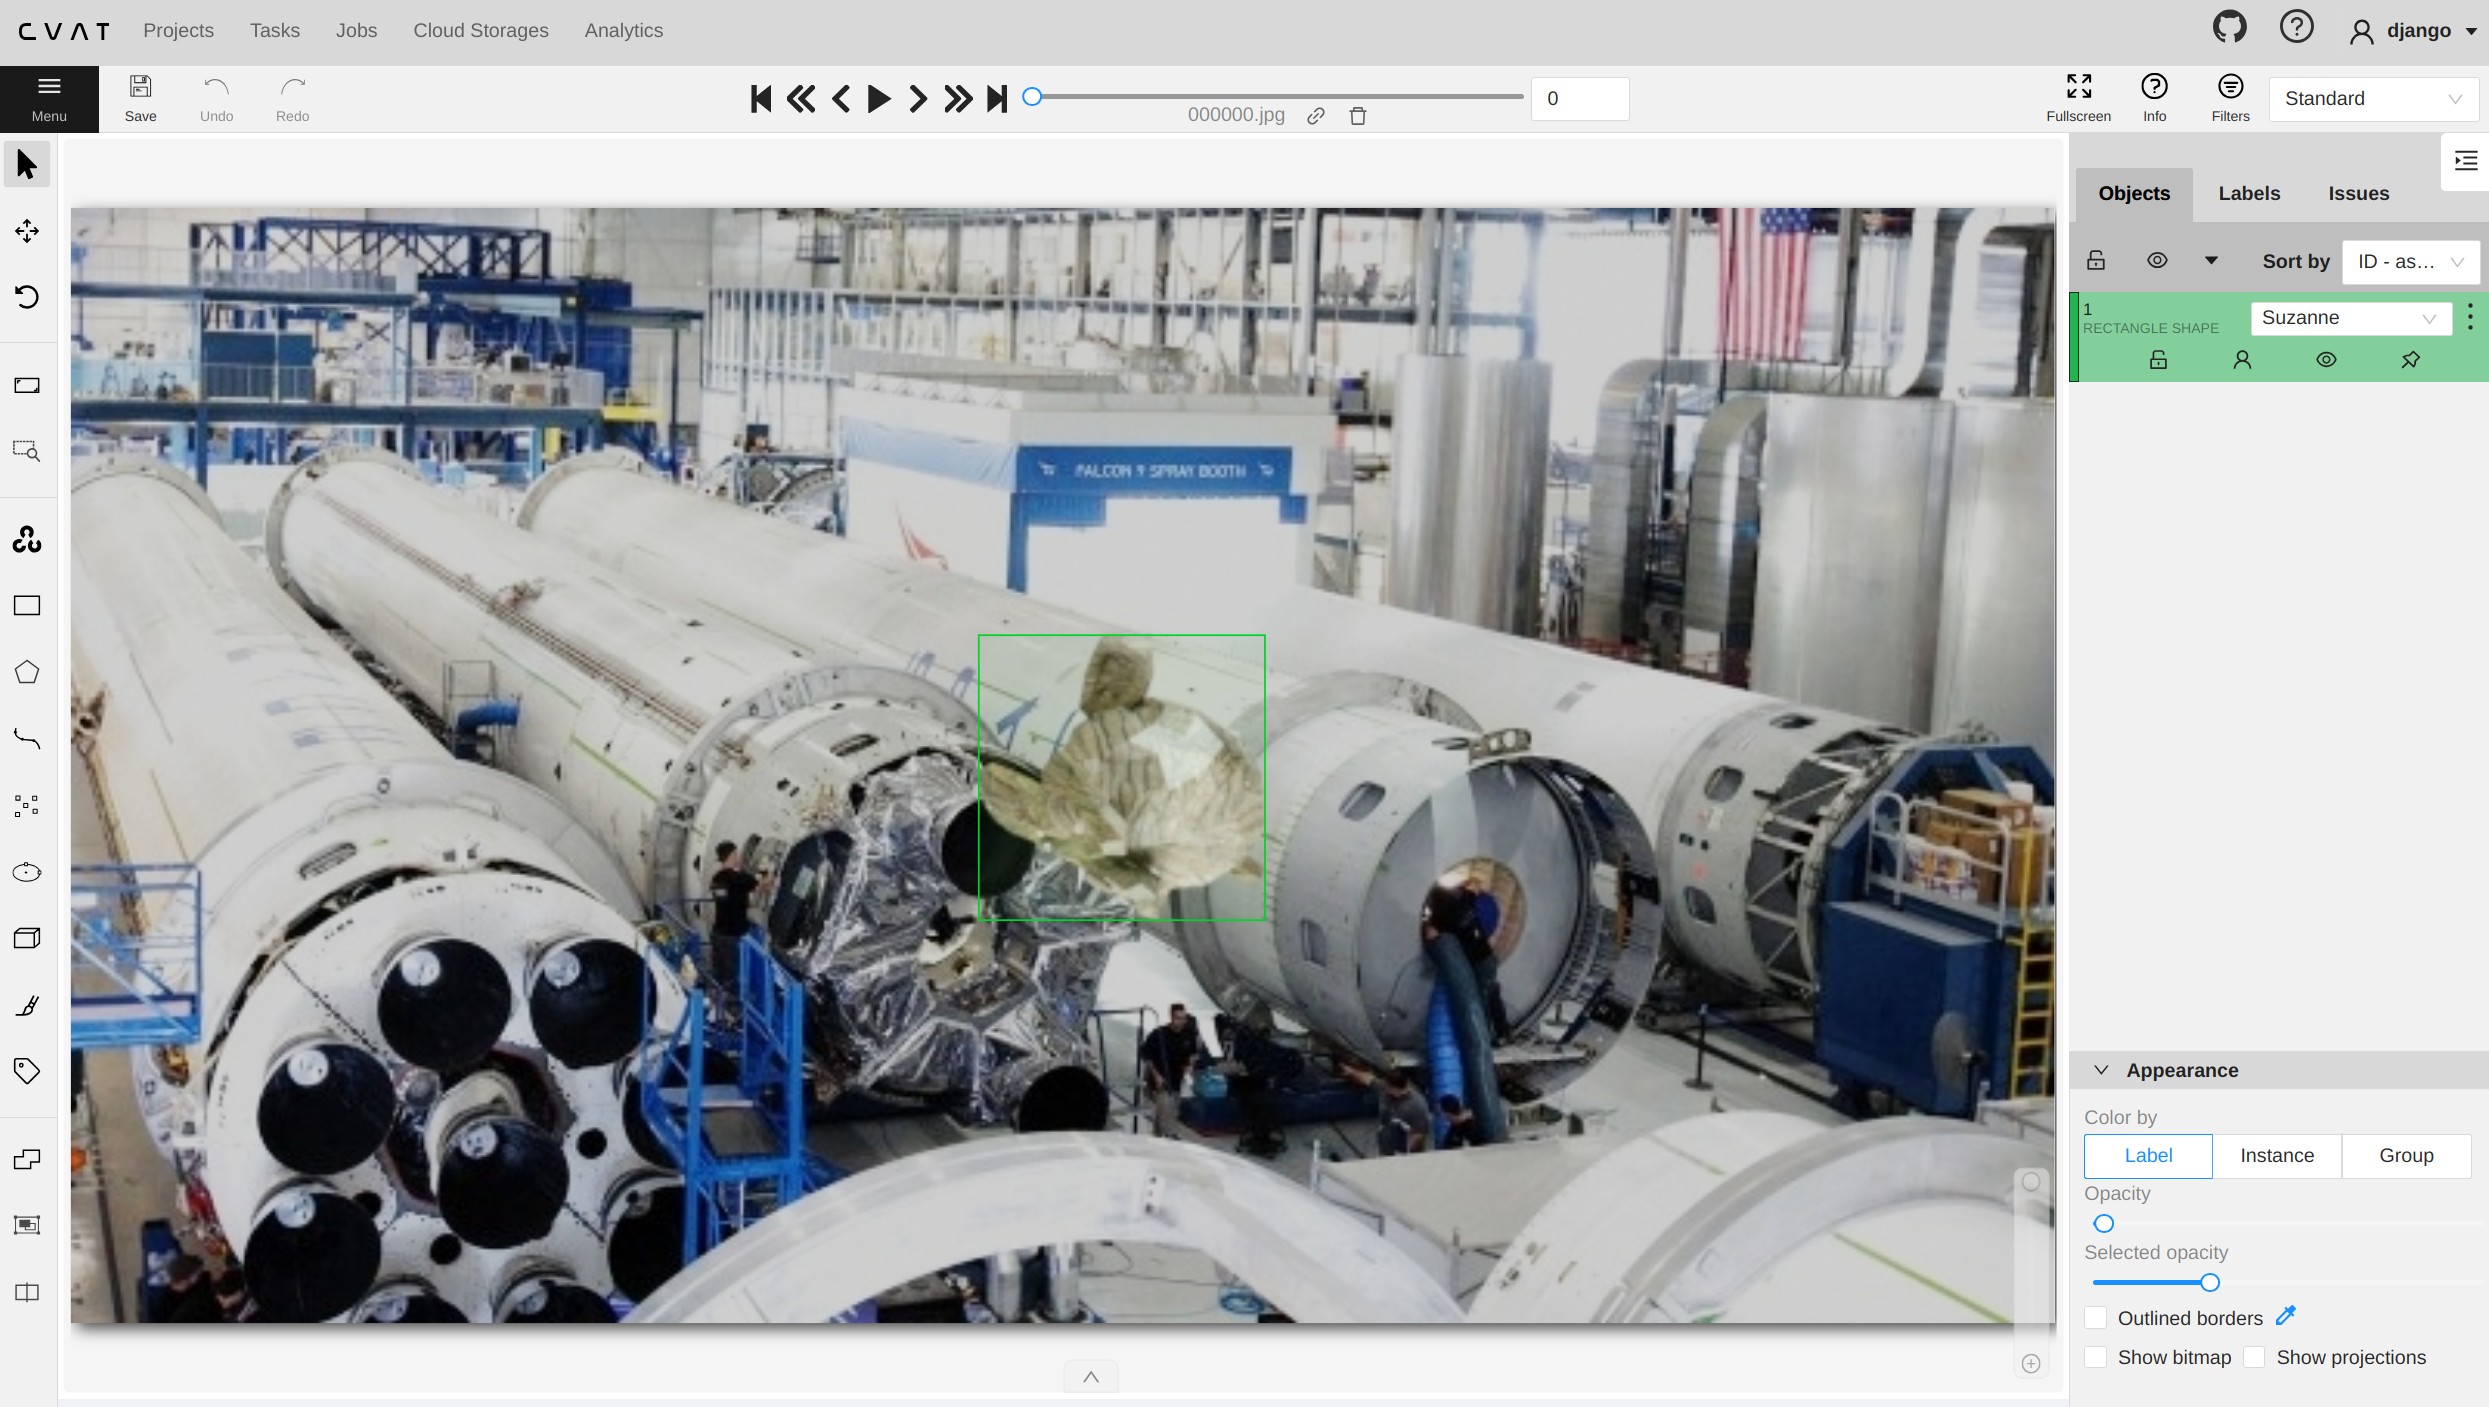 CVAT Projects Tasks Jobs Cloud Storages Analytics django
Menu Save Undo Redo 000000.jpg 0 Fullscreen Info Filters Standard
Objects Labels Issues
Sort by ID - as...
1
RECTANGLE SHAPE
Suzanne
FALCON 9 SPRAY BOOTH
Appearance
Color by
Label Instance Group
Opacity
Selected opacity
Outlined borders
Show bitmap Show projections